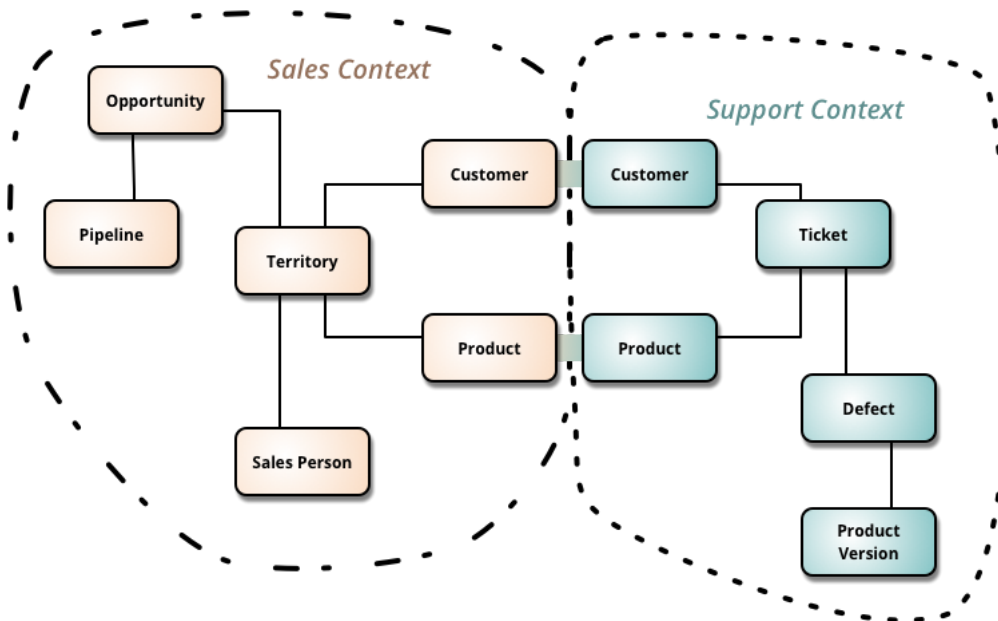 Sales Context
Support Context
Opportunity
Customer
Customer
Pipeline
Ticket
Territory
Product
Product
Defect
Sales Person
Product
Version